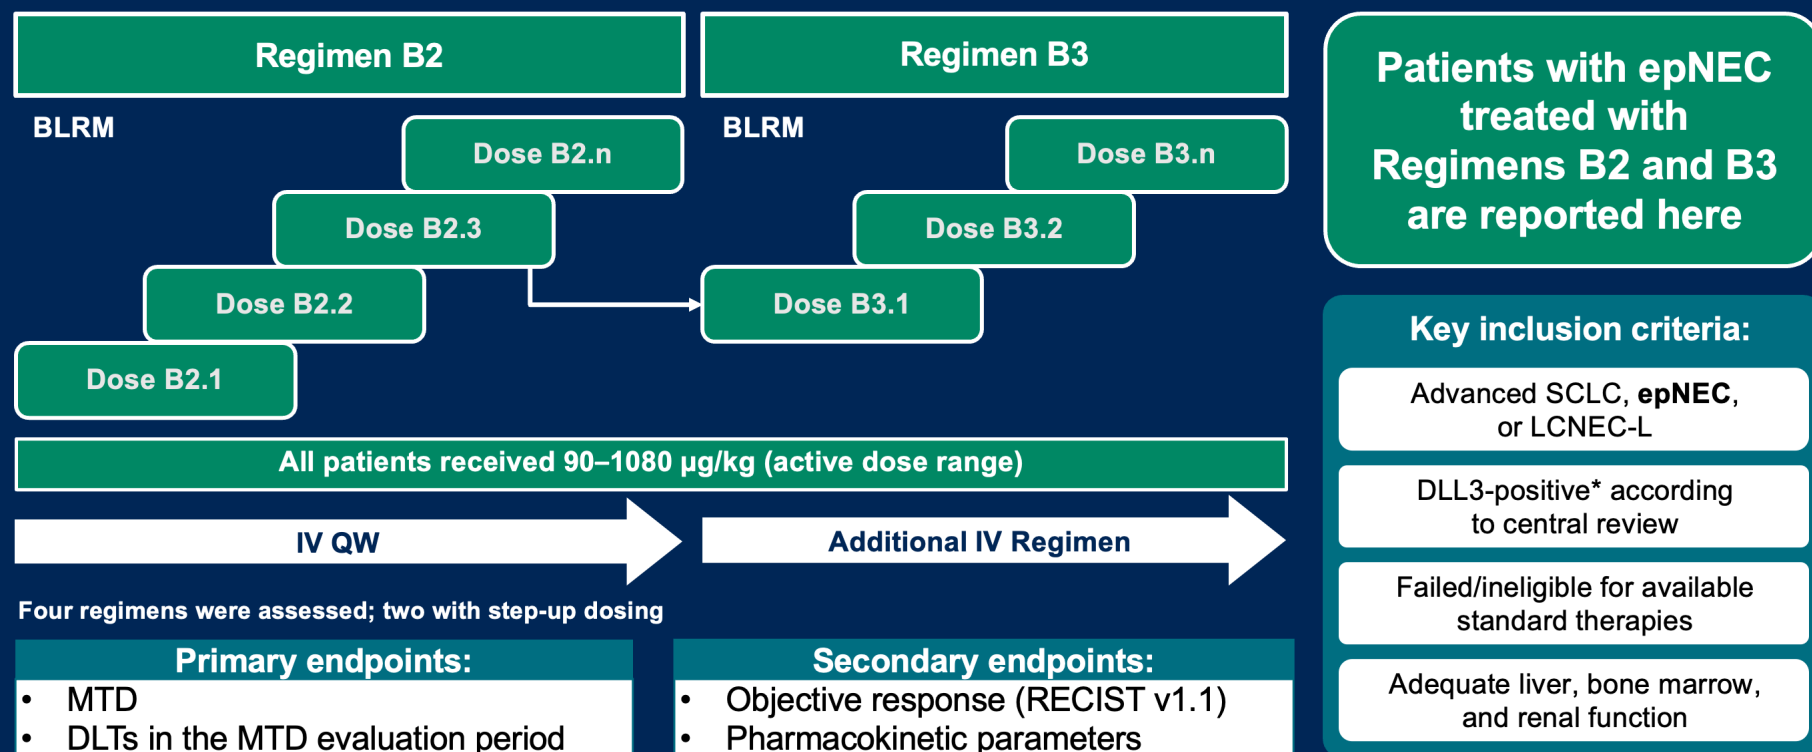 Regimen B2
BLRM
Dose B2.n
Dose B2.3
Dose B2.2
Dose B2.1
Regimen B3
BLRM
Dose B3.n
Dose B3.2
Dose B3.1
All patients received 90–1080 µg/kg (active dose range)
IV QW
Additional IV Regimen
Four regimens were assessed; two with step-up dosing
Primary endpoints:
• MTD
• DLTs in the MTD evaluation period
Secondary endpoints:
• Objective response (RECIST v1.1)
• Pharmacokinetic parameters
Patients with epNEC
treated with
Regimens B2 and B3
are reported here
Key inclusion criteria:
Advanced SCLC, epNEC,
or LCNEC-L
DLL3-positive* according
to central review
Failed/ineligible for available
standard therapies
Adequate liver, bone marrow,
and renal function